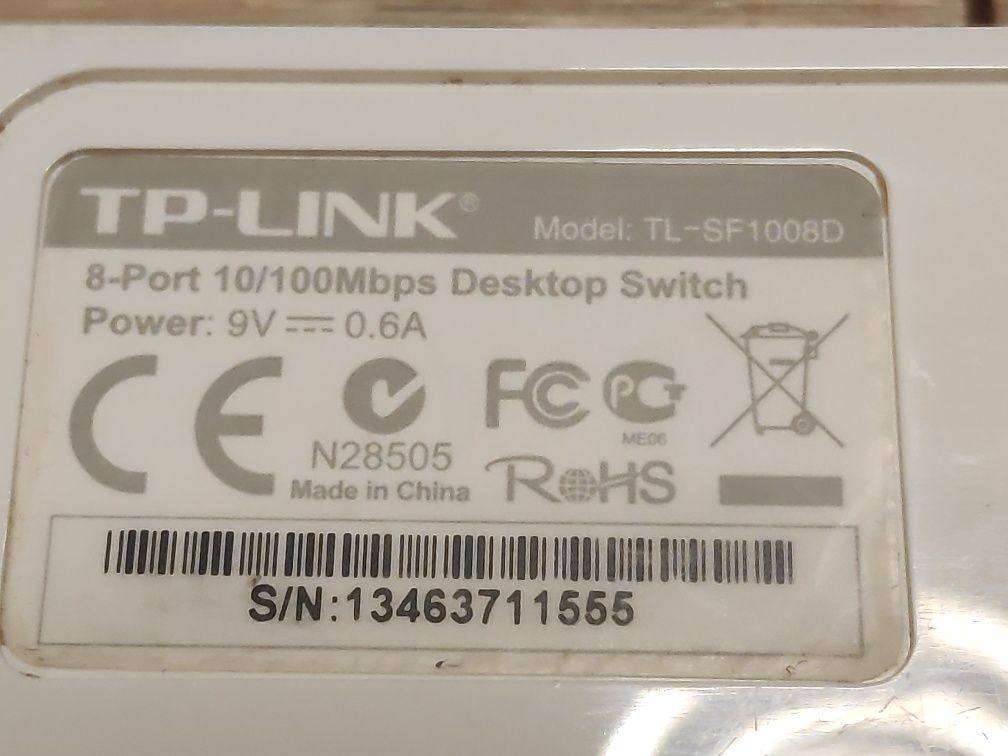 TP-LINK® Model: TL-SF1008D
8-Port 10/100Mbps Desktop Switch
Power: 9V ⎓ 0.6A
CE FC PCT
ME06
N28505
Made in China RoHS
S/N:13463711555